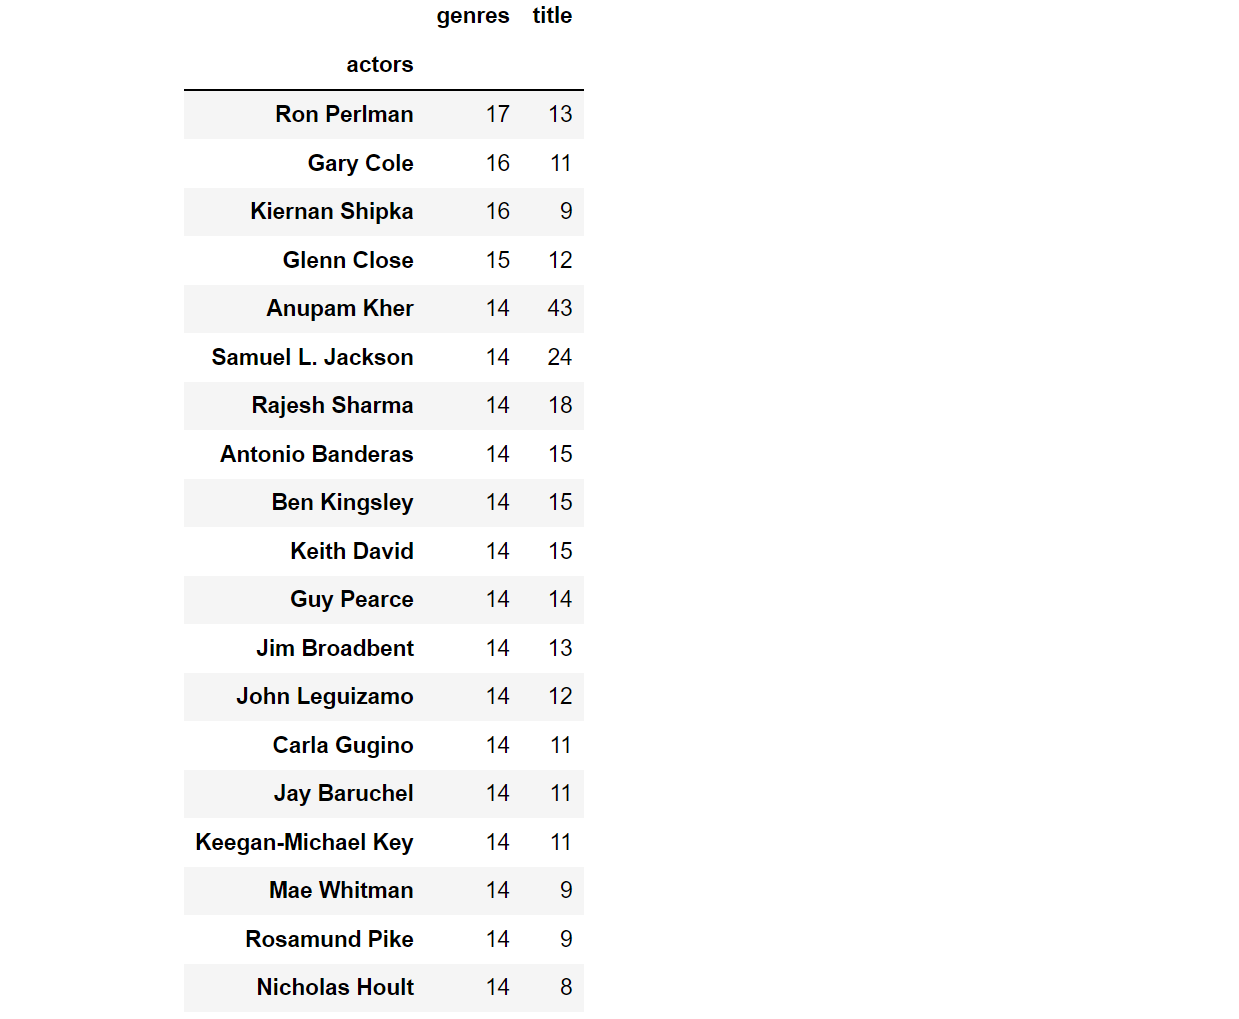 genres title
actors
Ron Perlman 17 13
Gary Cole 16 11
Kiernan Shipka 16 9
Glenn Close 15 12
Anupam Kher 14 43
Samuel L. Jackson 14 24
Rajesh Sharma 14 18
Antonio Banderas 14 15
Ben Kingsley 14 15
Keith David 14 15
Guy Pearce 14 14
Jim Broadbent 14 13
John Leguizamo 14 12
Carla Gugino 14 11
Jay Baruchel 14 11
Keegan-Michael Key 14 11
Mae Whitman 14 9
Rosamund Pike 14 9
Nicholas Hoult 14 8